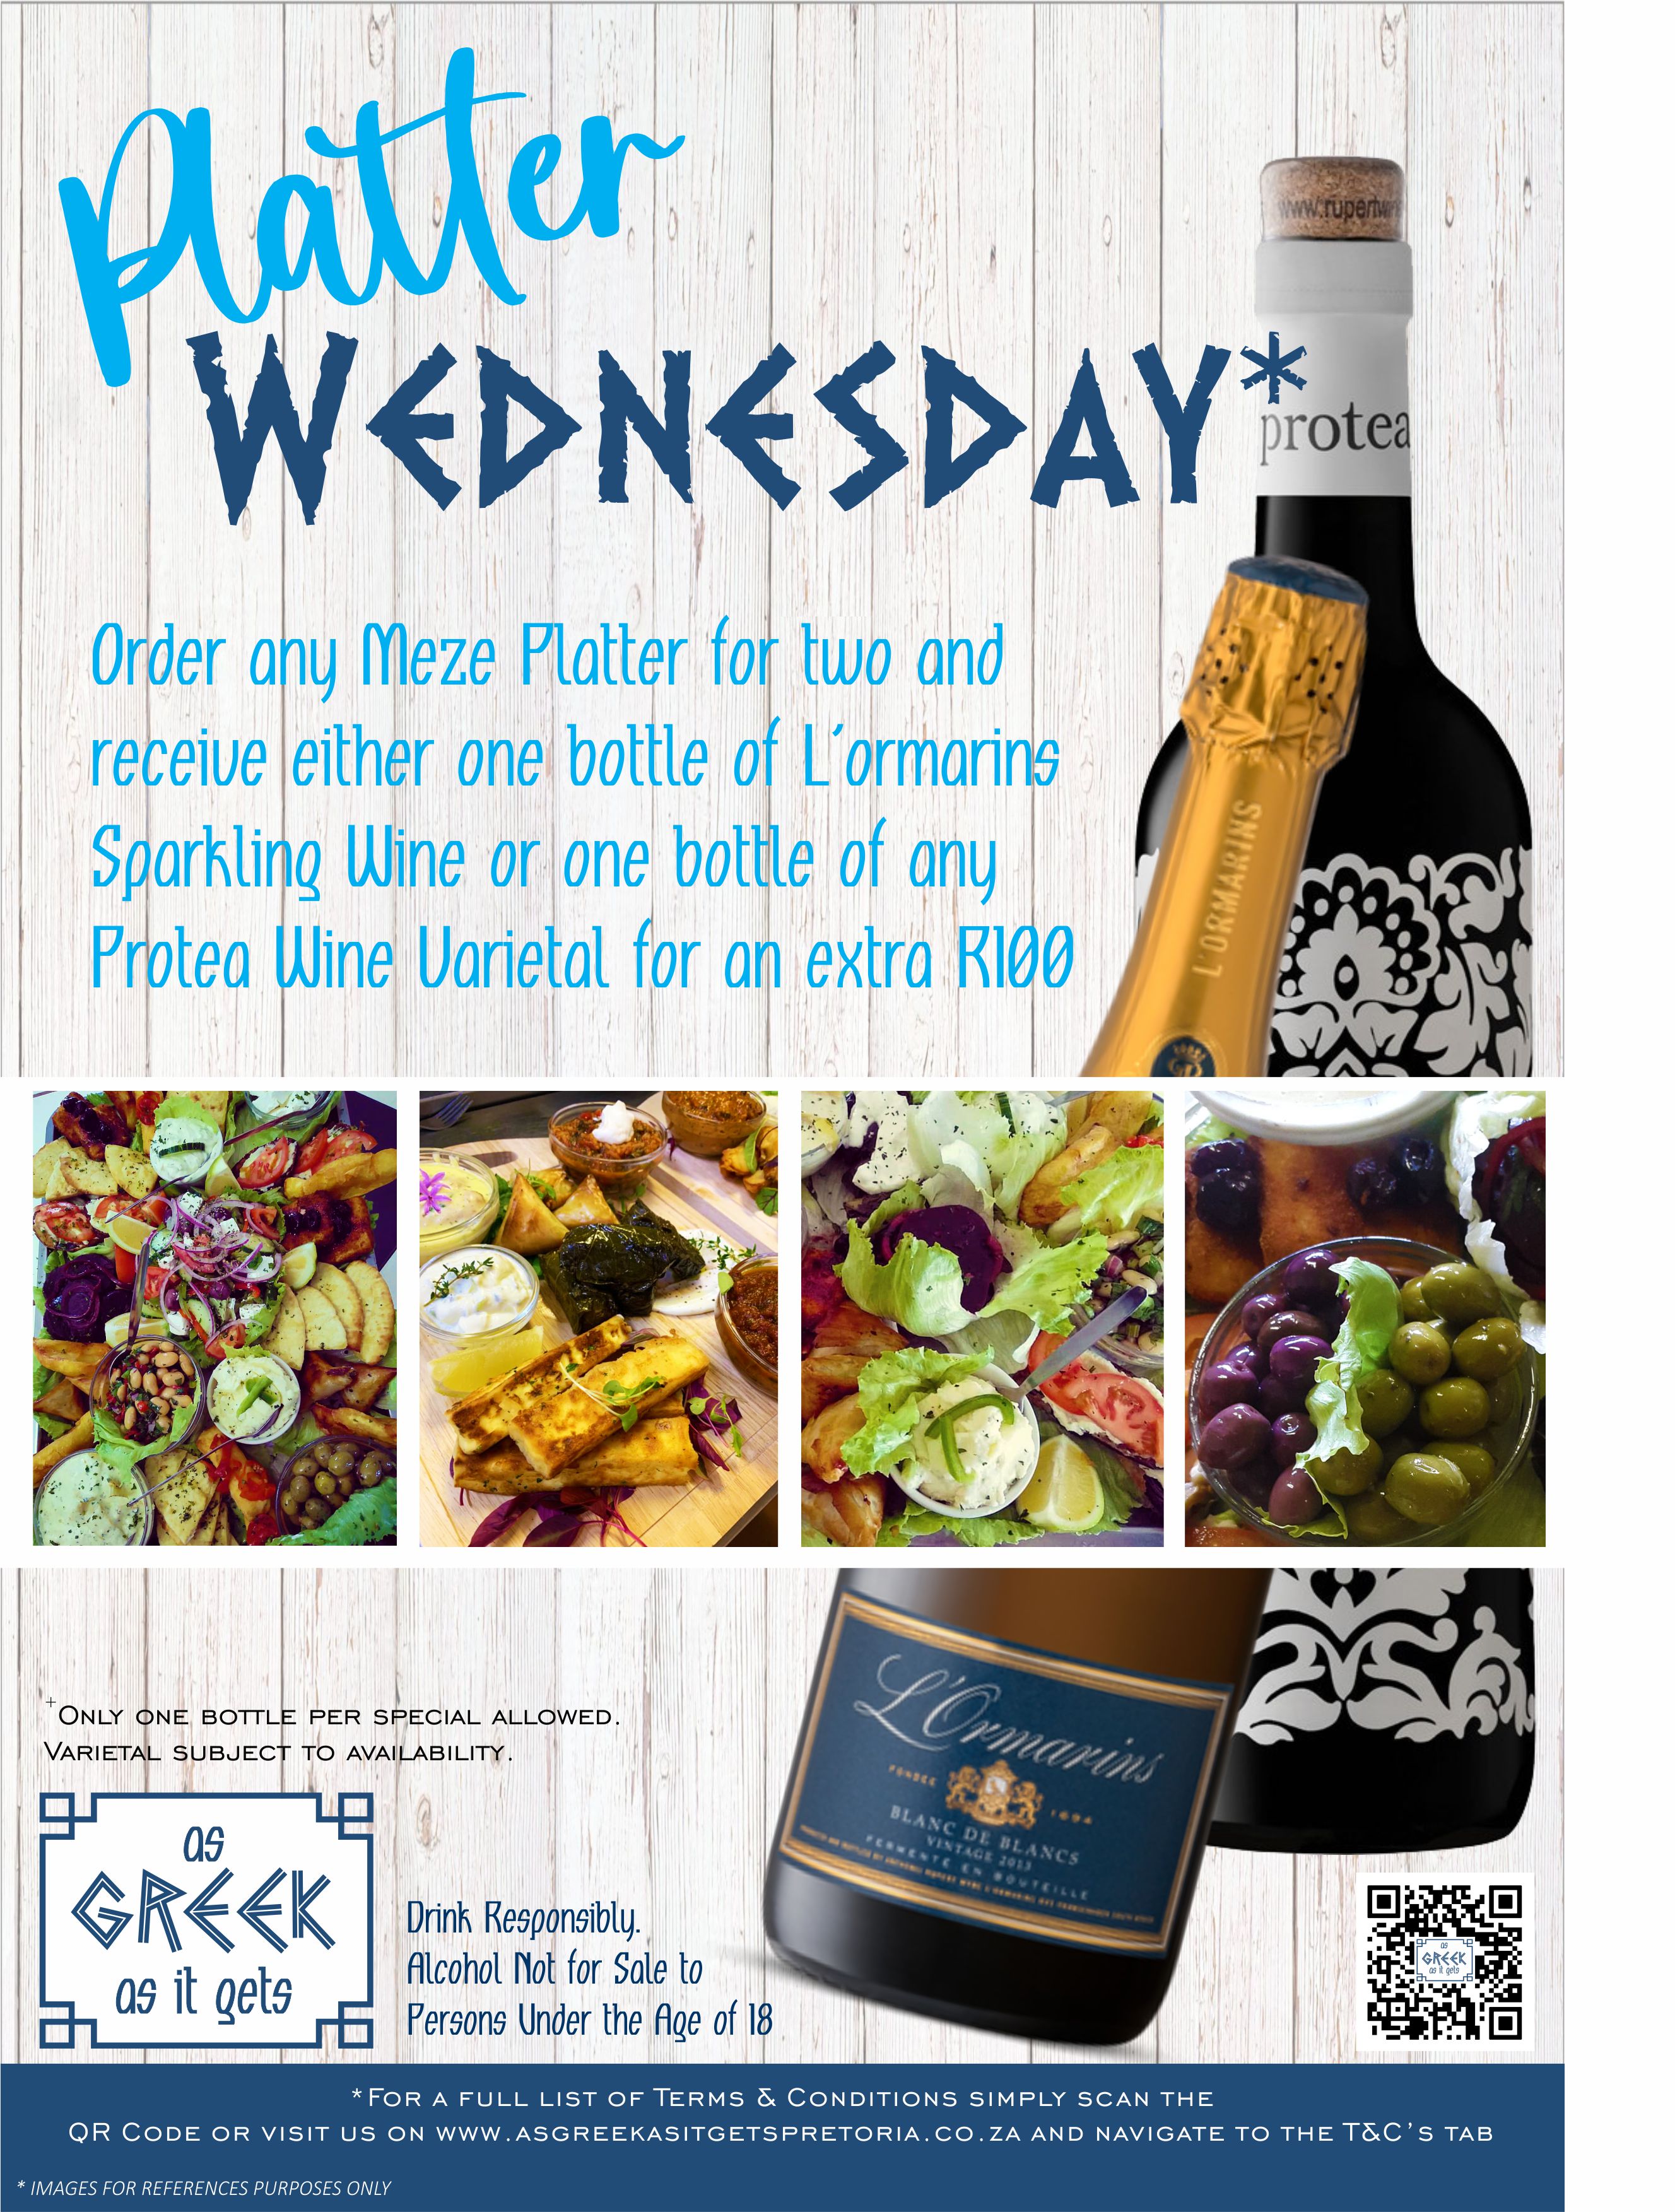 Platter
WEDNESDAY*
www.rupertwine
protea
Order any Meze Platter for two and
receive either one bottle of L'ormarins
Sparkling Wine or one bottle of any
Protea Wine Varietal for an extra R100
L'ORMARINS
+ONLY ONE BOTTLE PER SPECIAL ALLOWED.
VARIETAL SUBJECT TO AVAILABILITY.
L'Ormarins
FONDÉE 1694
BLANC DE BLANCS
VINTAGE 2013
FERMENTÉ EN BOUTEILLE
as
GREEK
as it gets
Drink Responsibly.
Alcohol Not for Sale to
Persons Under the Age of 18
as
GREEK
as it gets
*FOR A FULL LIST OF TERMS & CONDITIONS SIMPLY SCAN THE
QR CODE OR VISIT US ON WWW.ASGREEKASITGETSPRETORIA.CO.ZA AND NAVIGATE TO THE T&C'S TAB
* IMAGES FOR REFERENCES PURPOSES ONLY